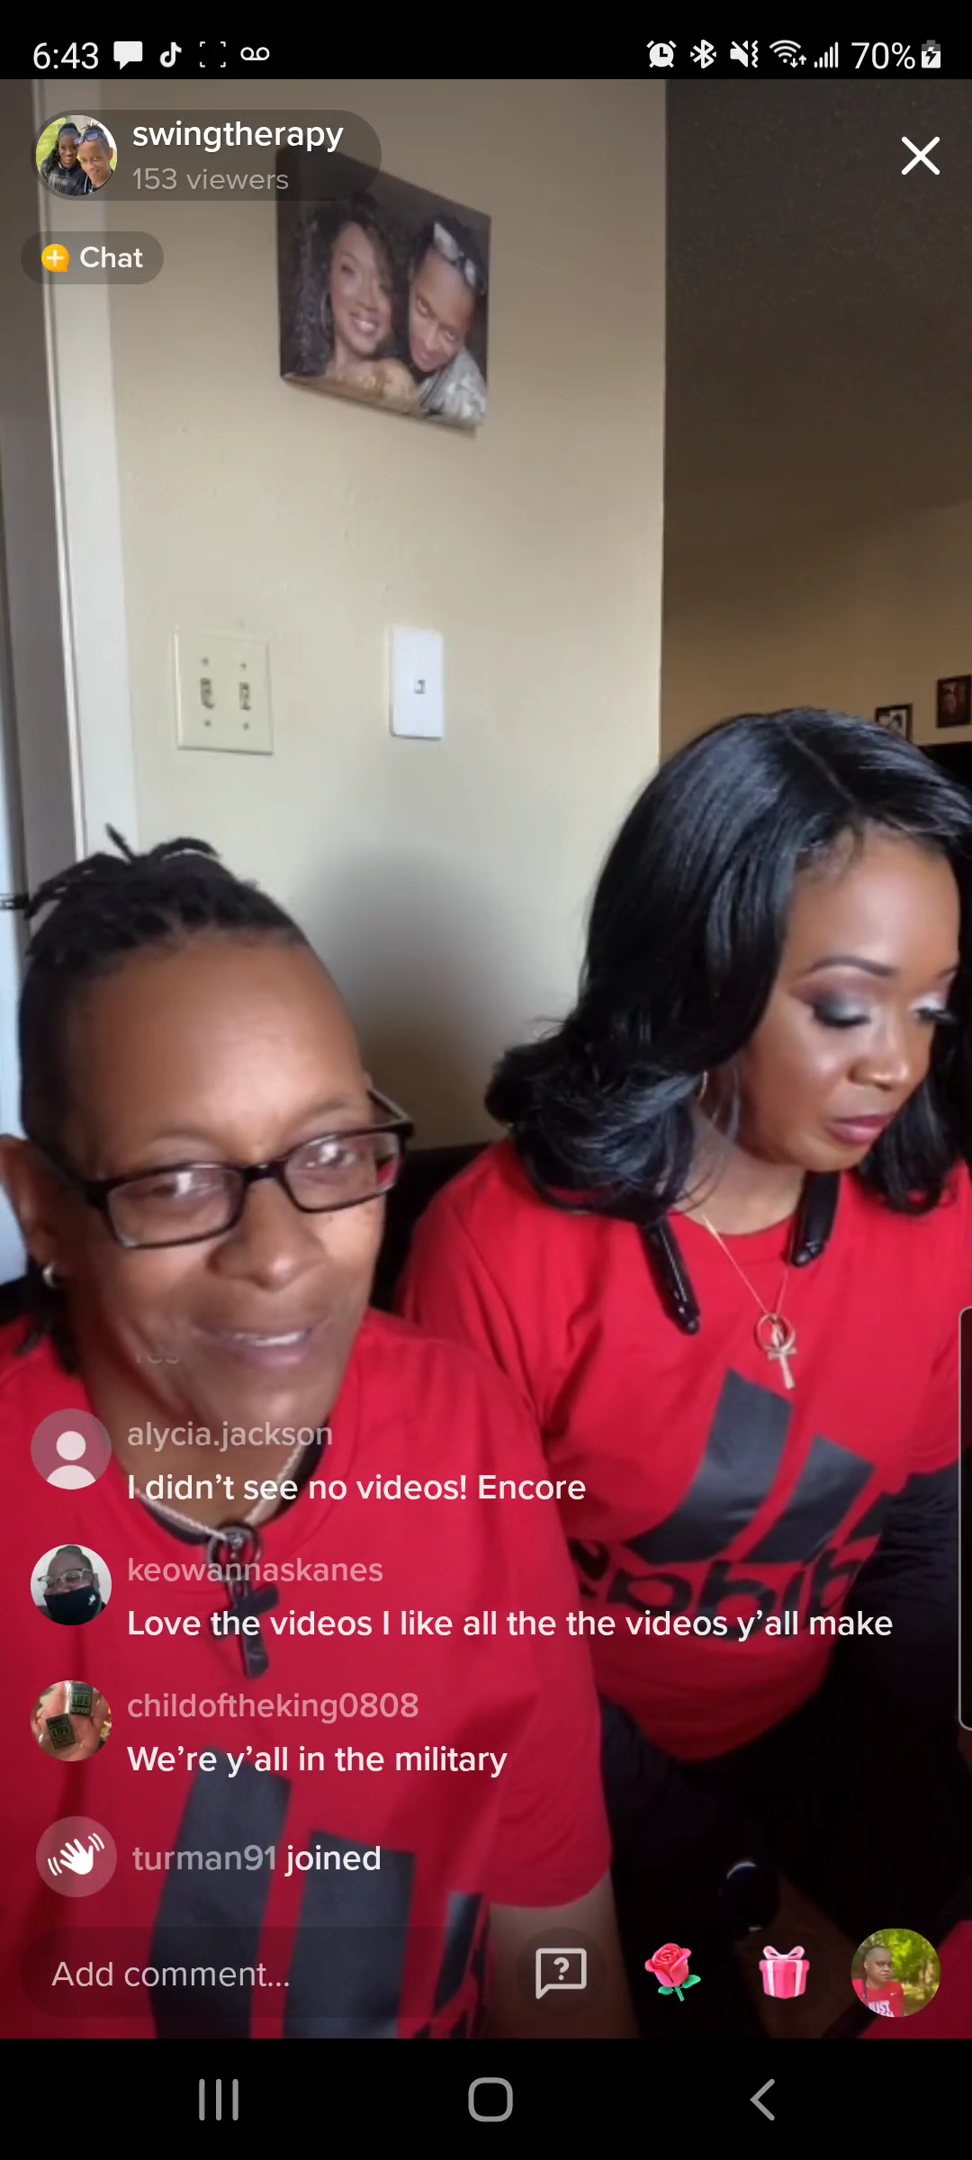 6:43
70%
swingtherapy
153 viewers
Chat
Yes
alycia.jackson
I didn't see no videos! Encore
keowannaskanes
Love the videos I like all the the videos y'all make
childoftheking0808
We're y'all in the military
turman91 joined
Add comment...